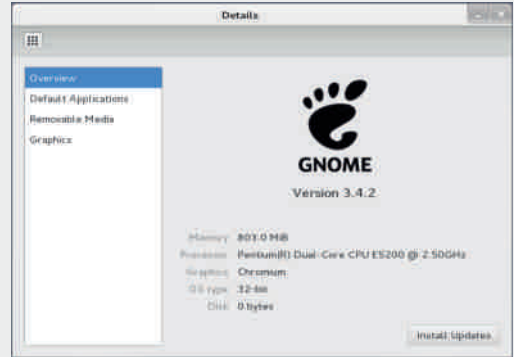 Details
Overview
Default Applications
Removable Media
Graphics
GNOME
Version 3.4.2
Memory 803.0 MiB
Processor Pentium(R) Dual-Core CPU E5200 @ 2.50GHz
Graphics Chromium
OS type 32-bit
Disk 0 bytes
Install Updates